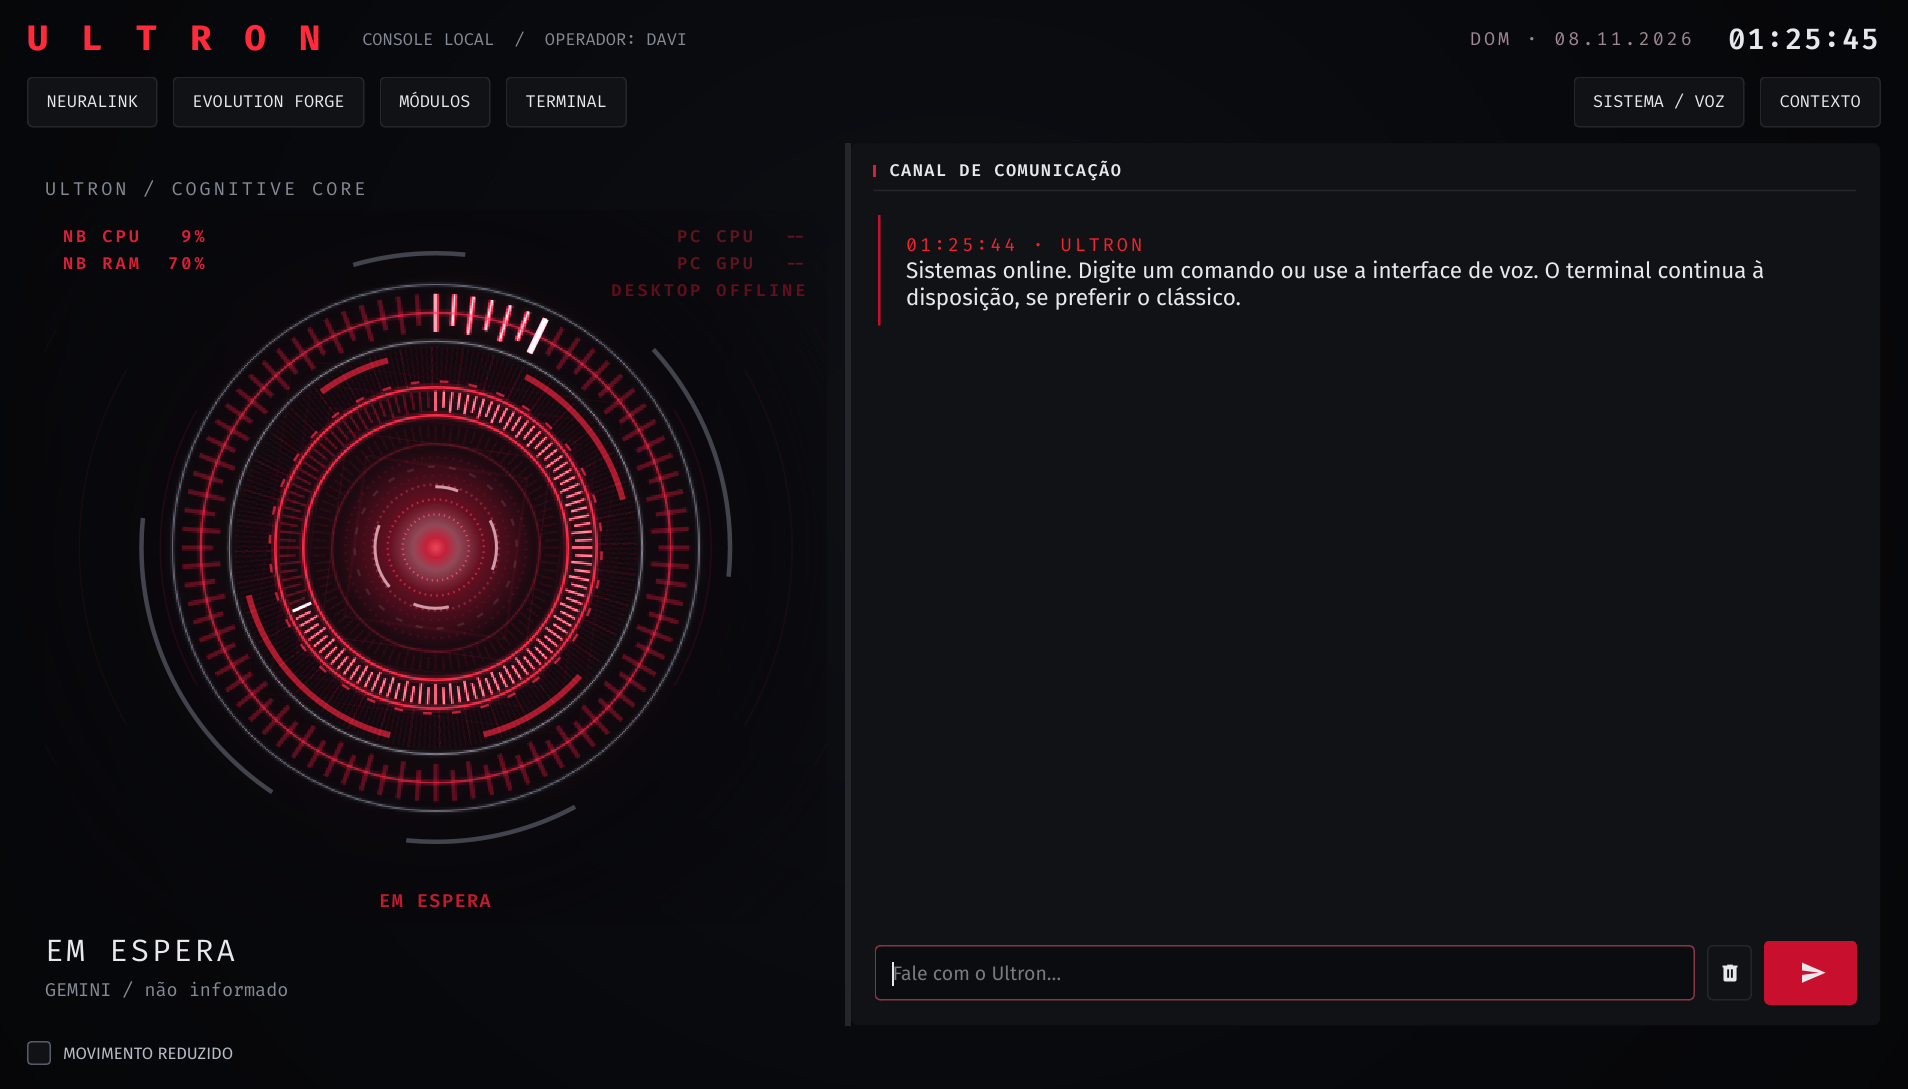 ULTRON CONSOLE LOCAL / OPERADOR: DAVI DOM · 08.11.2026 01:25:45
NEURALINK EVOLUTION FORGE MÓDULOS TERMINAL SISTEMA / VOZ CONTEXTO
ULTRON / COGNITIVE CORE
NB CPU 9%
NB RAM 70%
PC CPU --
PC GPU --
DESKTOP OFFLINE
EM ESPERA
EM ESPERA
GEMINI / não informado
MOVIMENTO REDUZIDO
CANAL DE COMUNICAÇÃO
01:25:44 · ULTRON
Sistemas online. Digite um comando ou use a interface de voz. O terminal continua à
disposição, se preferir o clássico.
Fale com o Ultron...